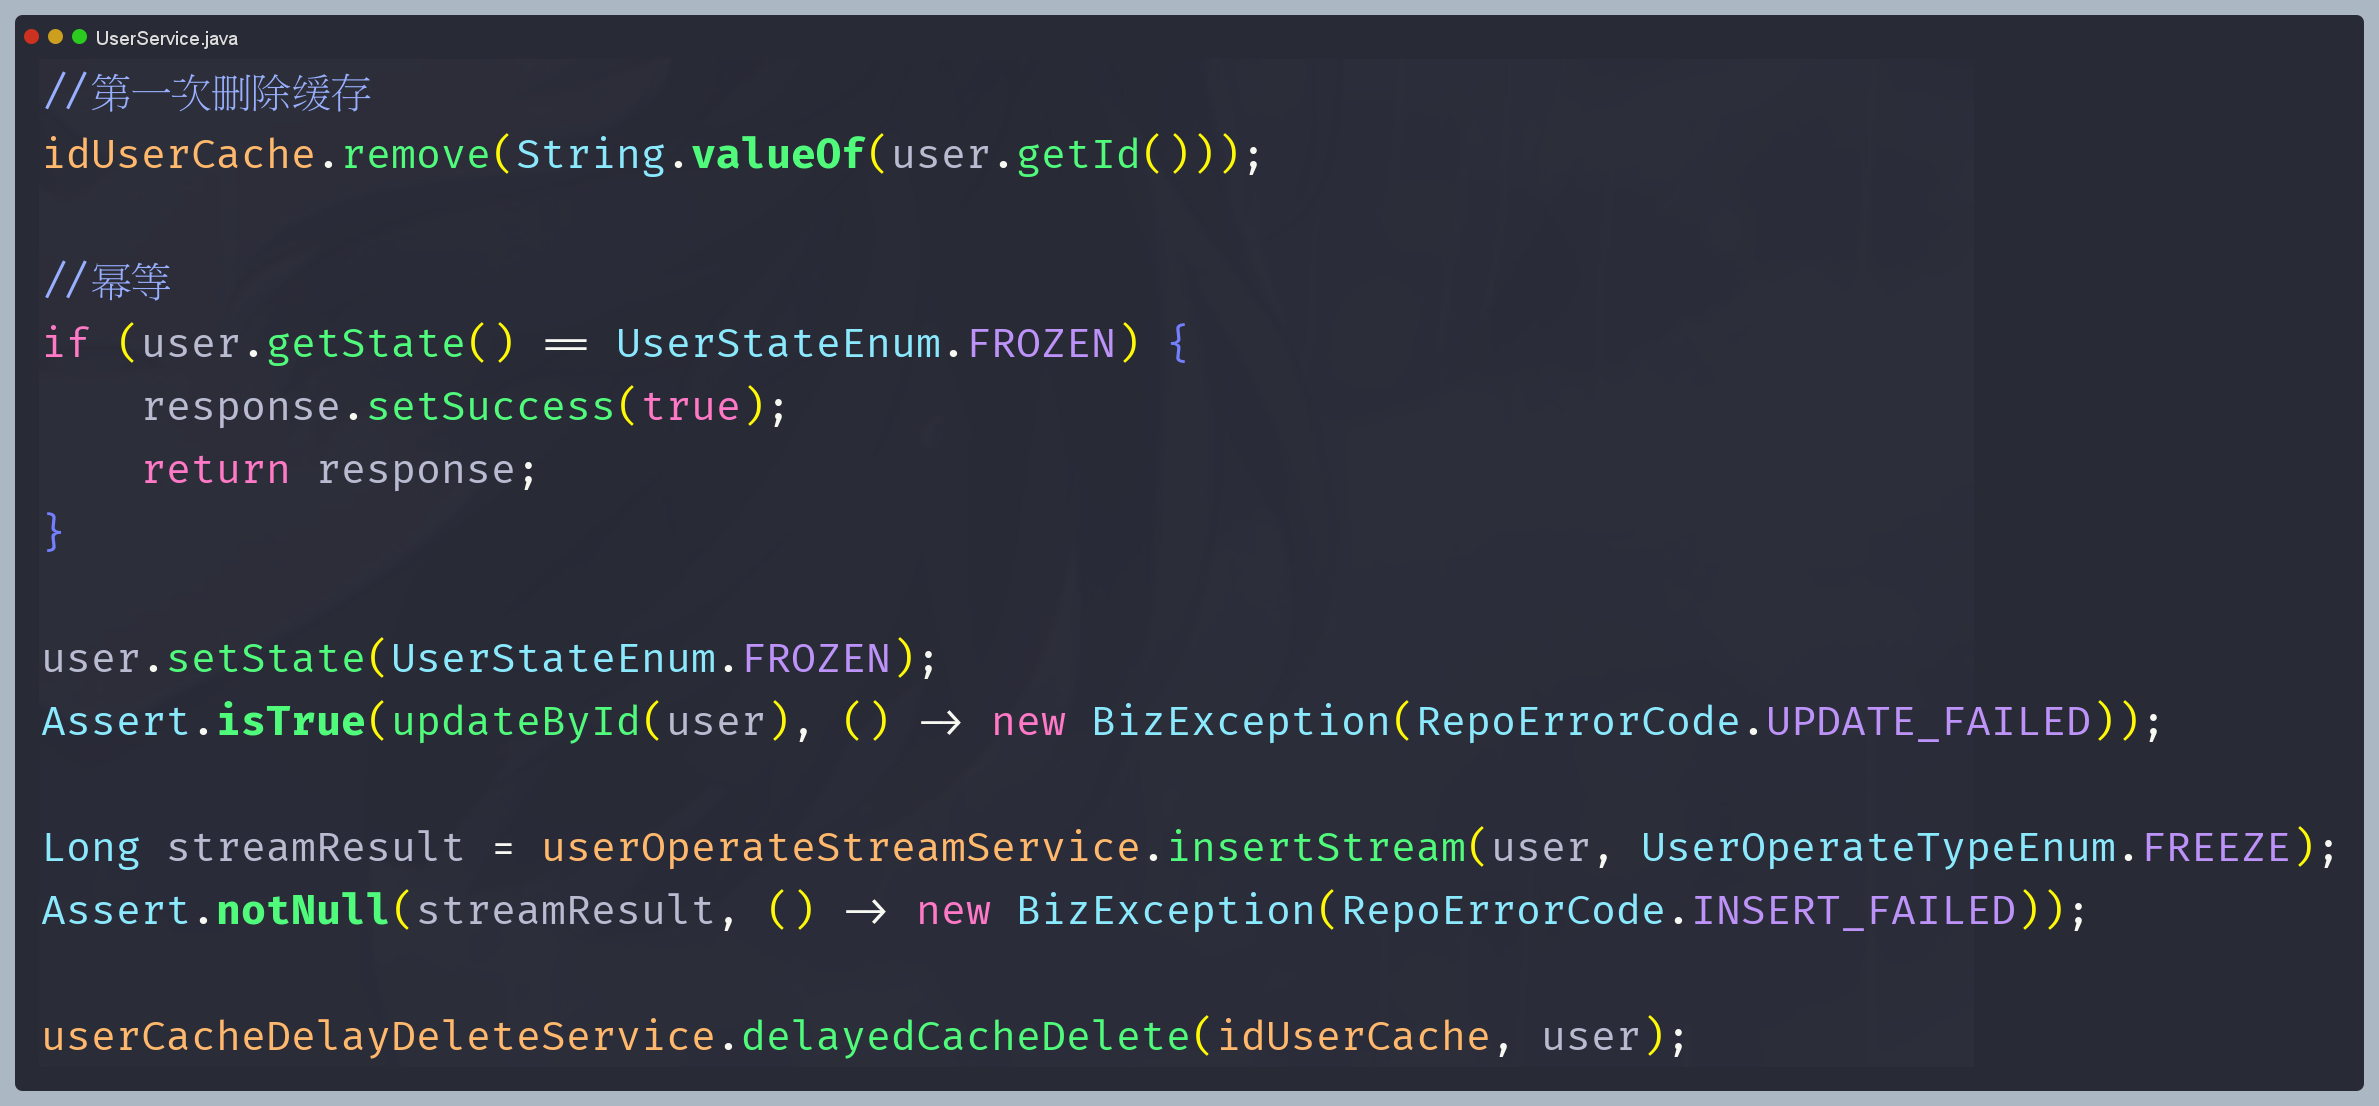 UserService.java
//第一次删除缓存
idUserCache.remove(String.valueOf(user.getId()));
//幂等
if (user.getState() == UserStateEnum.FROZEN) {
    response.setSuccess(true);
    return response;
}
user.setState(UserStateEnum.FROZEN);
Assert.isTrue(updateById(user), () -> new BizException(RepoErrorCode.UPDATE_FAILED));
Long streamResult = userOperateStreamService.insertStream(user, UserOperateTypeEnum.FREEZE);
Assert.notNull(streamResult, () -> new BizException(RepoErrorCode.INSERT_FAILED));
userCacheDelayDeleteService.delayedCacheDelete(idUserCache, user);